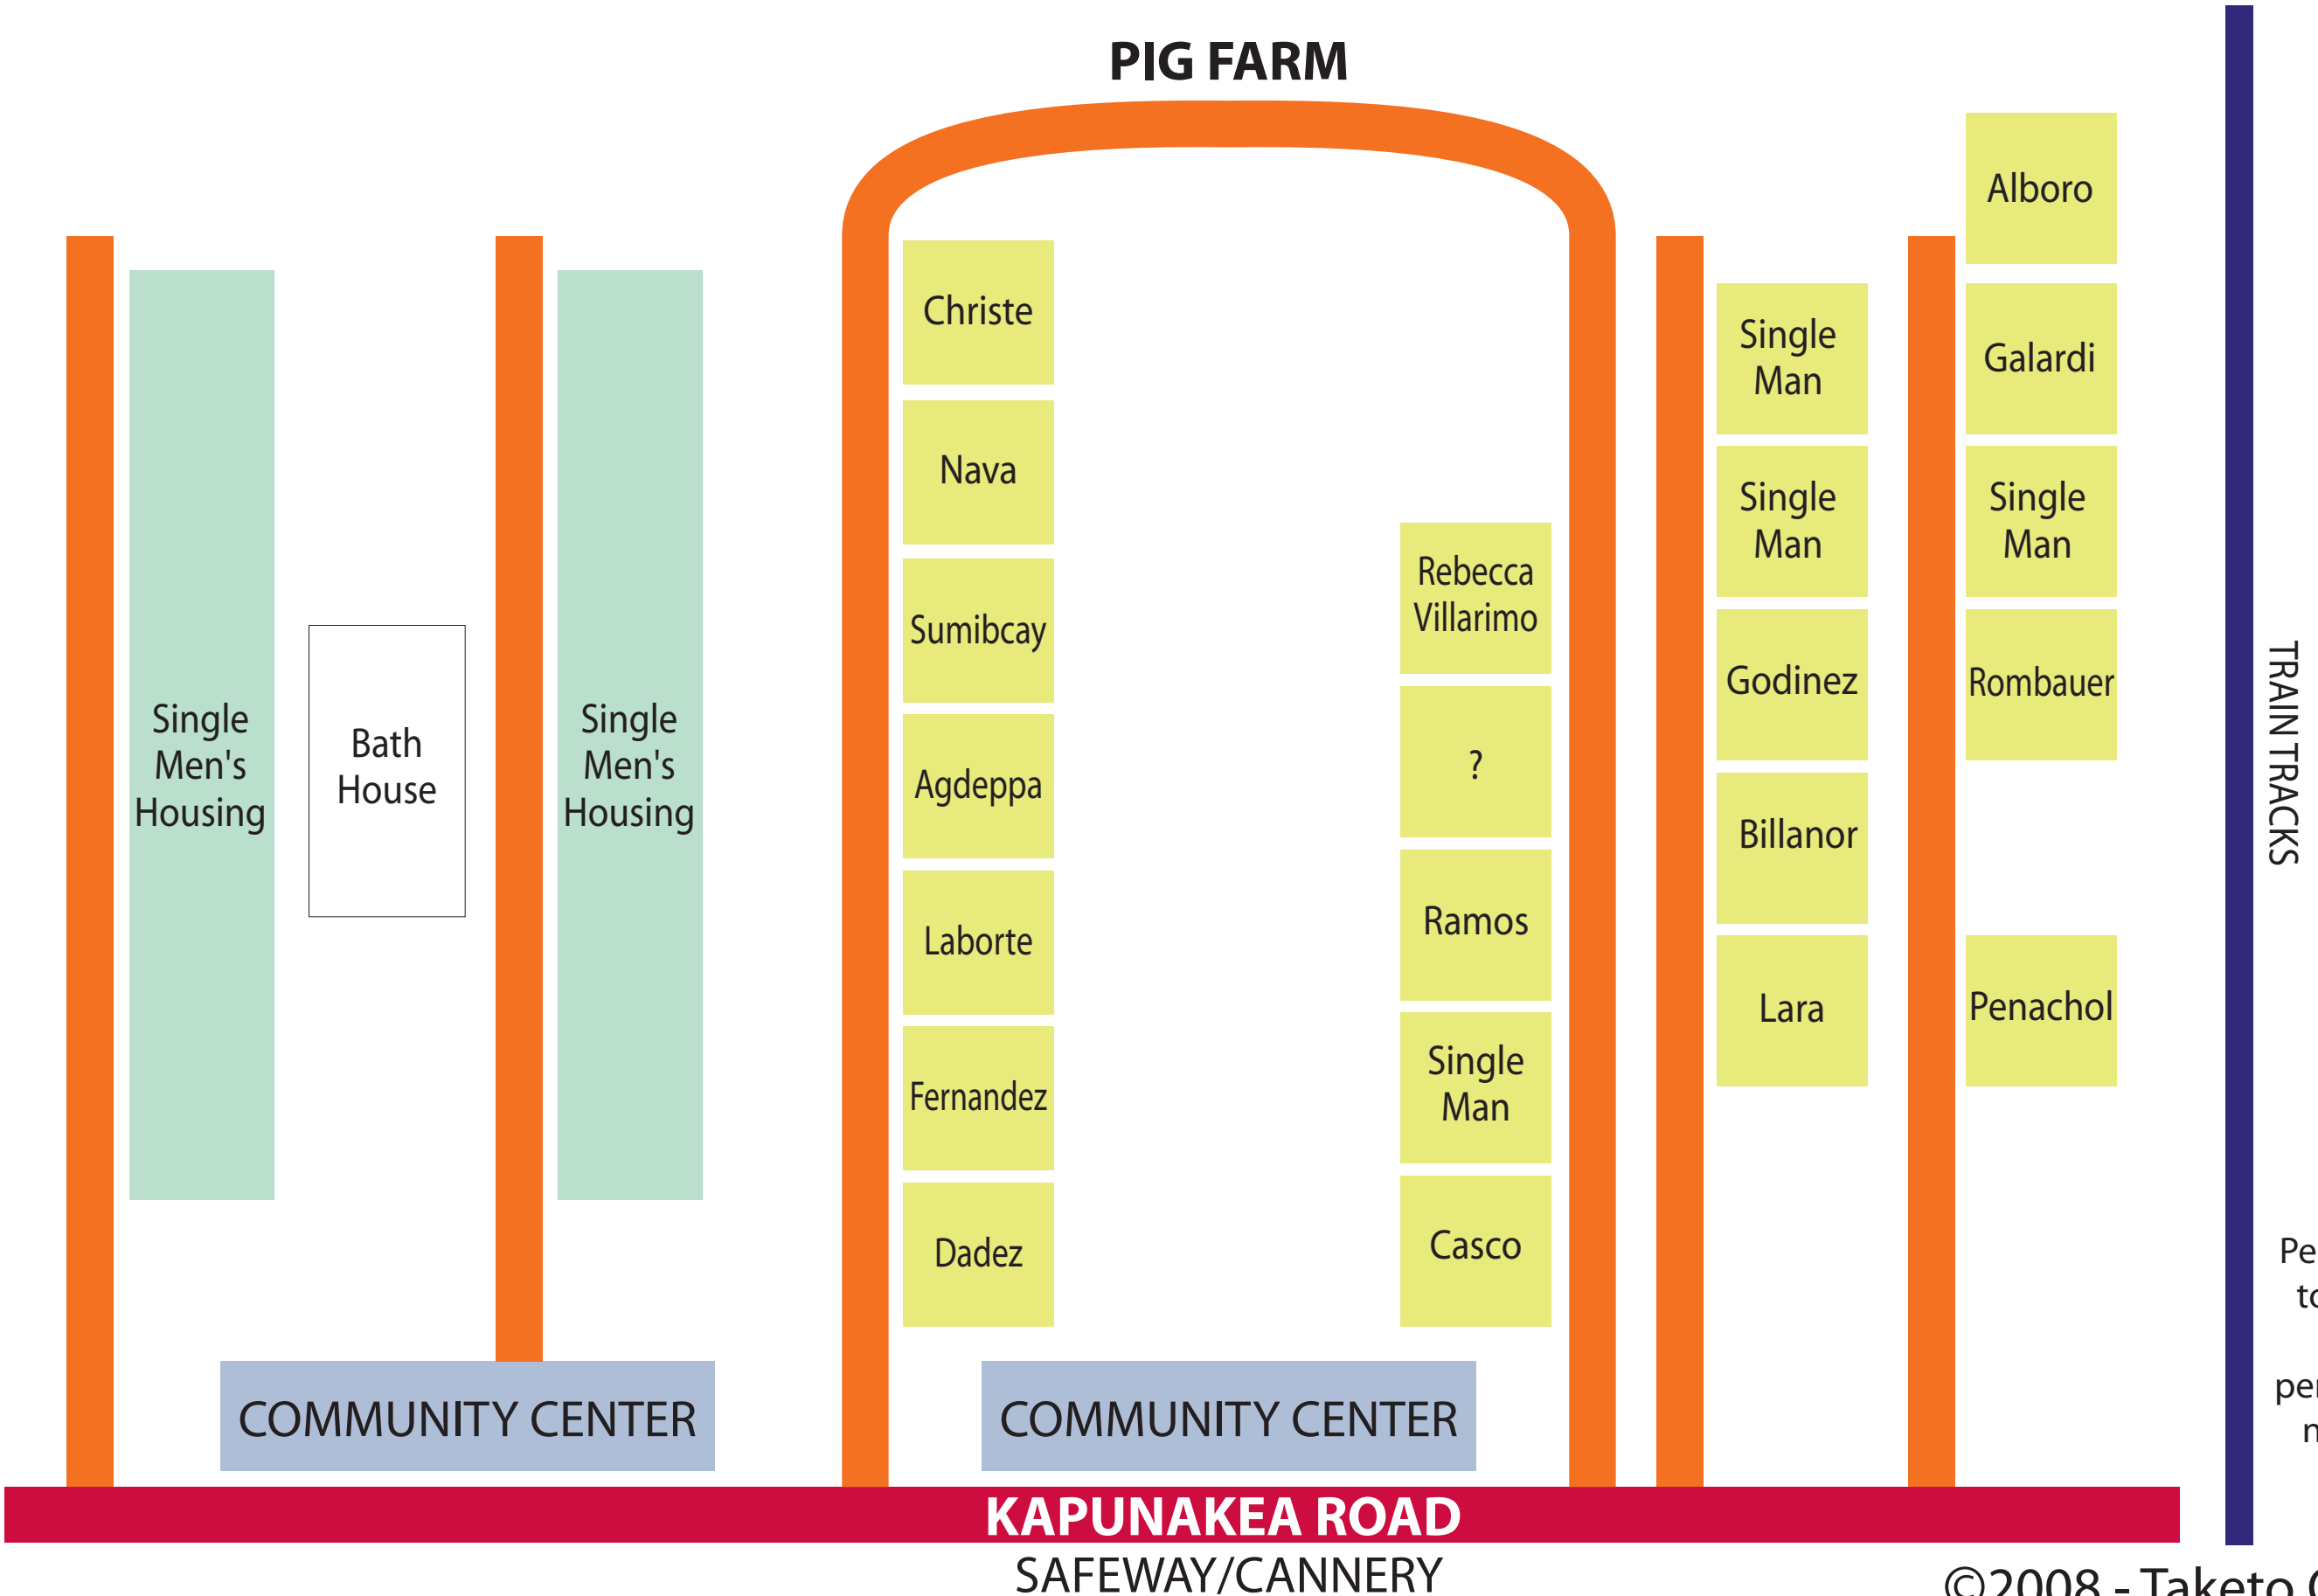 PIG FARM
Single
Men's
Housing
Bath
House
Single
Men's
Housing
Christe
Nava
Sumibcay
Agdeppa
Laborte
Fernandez
Dadez
Rebecca
Villarimo
?
Ramos
Single
Man
Casco
Single
Man
Single
Man
Godinez
Billanor
Lara
Alboro
Galardi
Single
Man
Rombauer
Penachol
TRAIN TRACKS
COMMUNITY CENTER
COMMUNITY CENTER
KAPUNAKEA ROAD
SAFEWAY/CANNERY
©2008 - Taketo